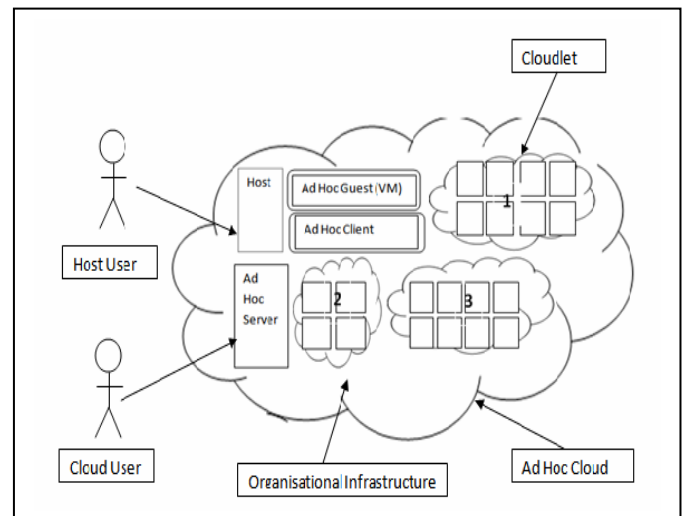 Cloudlet
Host
Ad Hoc Guest (VM)
Ad Hoc Client
1
Host User
Ad
Hoc
Server
2
3
Cloud User
Organisational Infrastructure
Ad Hoc Cloud